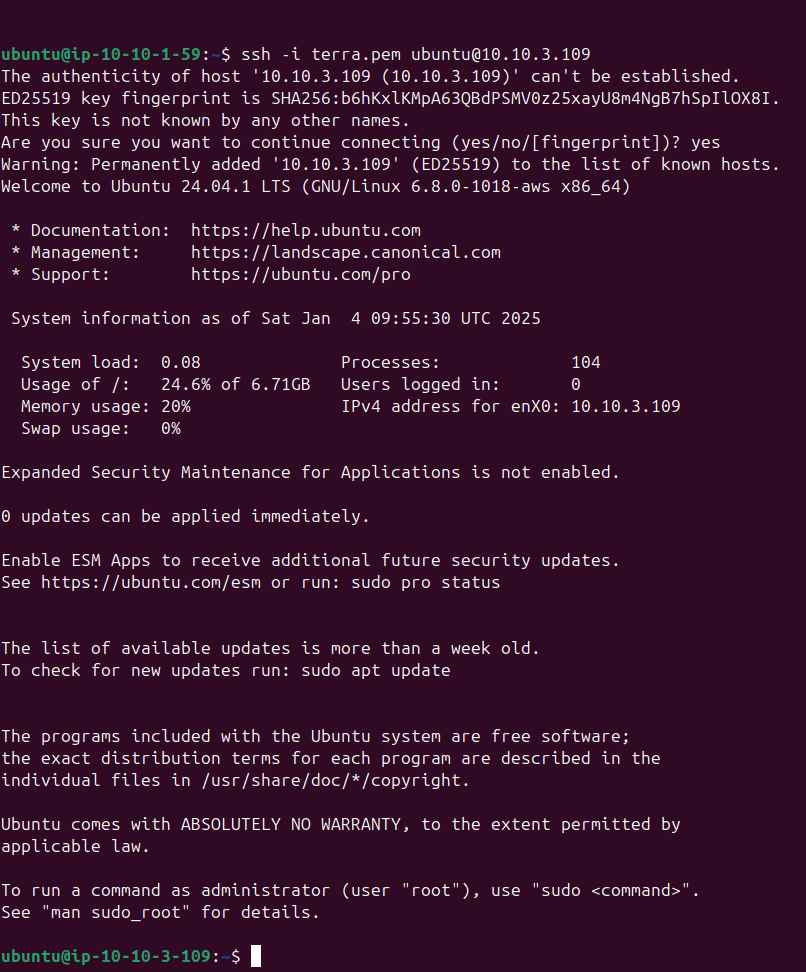 ubuntu@ip-10-10-1-59:~$ ssh -i terra.pem ubuntu@10.10.3.109
The authenticity of host '10.10.3.109 (10.10.3.109)' can't be established.
ED25519 key fingerprint is SHA256:b6hKxlKMpA63QBdPSMV0z25xayU8m4NgB7hSpIlOX8I.
This key is not known by any other names.
Are you sure you want to continue connecting (yes/no/[fingerprint])? yes
Warning: Permanently added '10.10.3.109' (ED25519) to the list of known hosts.
Welcome to Ubuntu 24.04.1 LTS (GNU/Linux 6.8.0-1018-aws x86_64)

 * Documentation:  https://help.ubuntu.com
 * Management:     https://landscape.canonical.com
 * Support:        https://ubuntu.com/pro

 System information as of Sat Jan  4 09:55:30 UTC 2025

  System load:  0.08              Processes:             104
  Usage of /:   24.6% of 6.71GB   Users logged in:       0
  Memory usage: 20%               IPv4 address for enX0: 10.10.3.109
  Swap usage:   0%

Expanded Security Maintenance for Applications is not enabled.

0 updates can be applied immediately.

Enable ESM Apps to receive additional future security updates.
See https://ubuntu.com/esm or run: sudo pro status


The list of available updates is more than a week old.
To check for new updates run: sudo apt update


The programs included with the Ubuntu system are free software;
the exact distribution terms for each program are described in the
individual files in /usr/share/doc/*/copyright.

Ubuntu comes with ABSOLUTELY NO WARRANTY, to the extent permitted by
applicable law.

To run a command as administrator (user "root"), use "sudo <command>".
See "man sudo_root" for details.

ubuntu@ip-10-10-3-109:~$